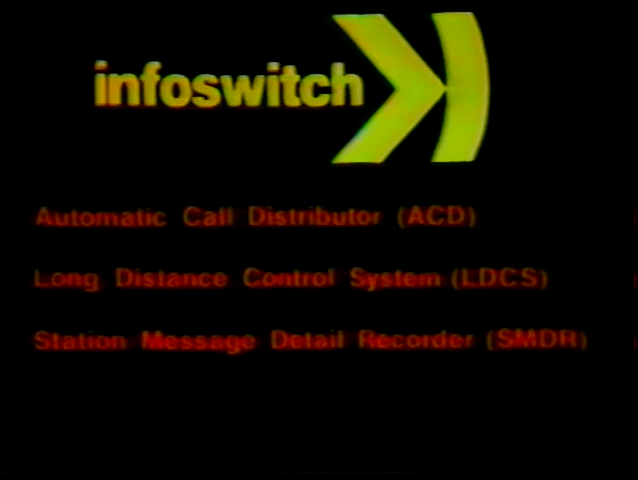 infoswitch
Automatic Call Distributor (ACD)
Long Distance Control System (LDCS)
Station Message Detail Recorder (SMDR)